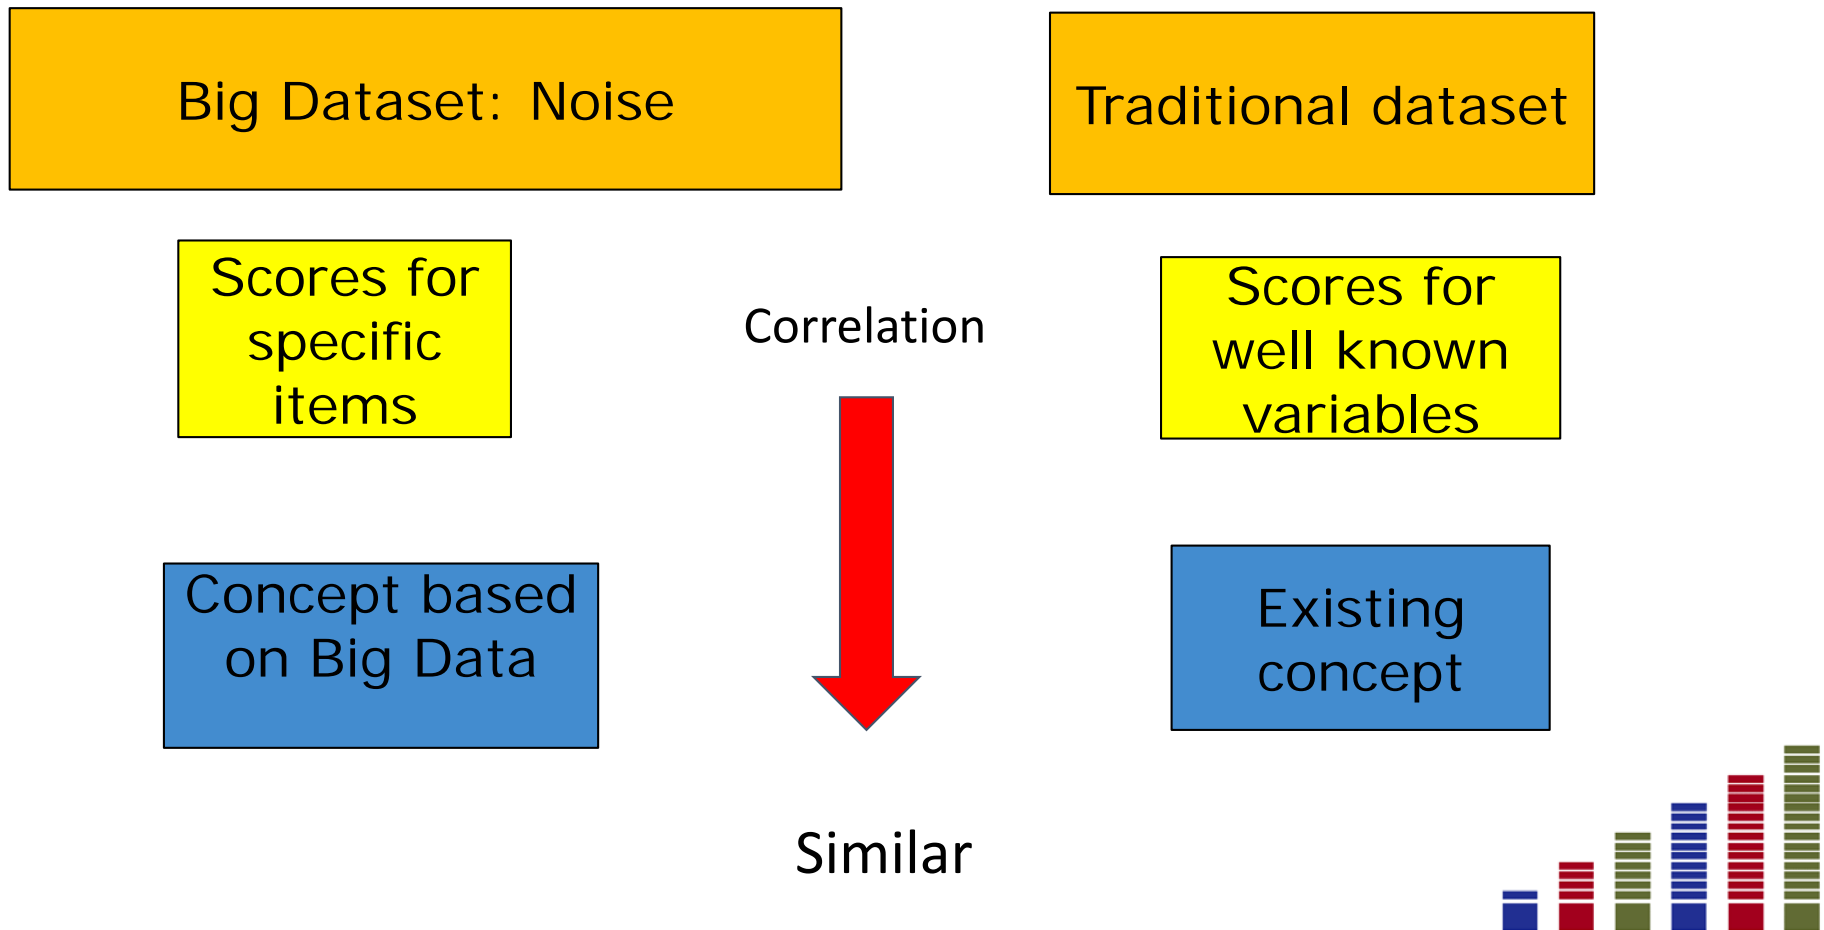 Big Dataset: Noise
Traditional dataset
Scores for
specific
items
Correlation
Scores for
well known
variables
Concept based
on Big Data
Existing
concept
Similar